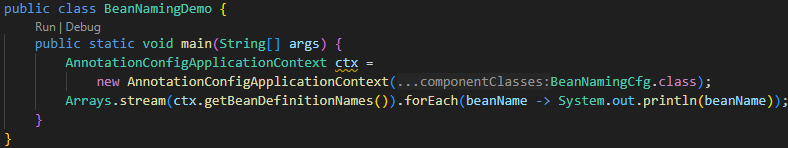 public class BeanNamingDemo {
Run | Debug
public static void main(String[] args) {
AnnotationConfigApplicationContext ctx =
new AnnotationConfigApplicationContext(...componentClasses:BeanNamingCfg.class);
Arrays.stream(ctx.getBeanDefinitionNames()).forEach(beanName -> System.out.println(beanName));
}
}